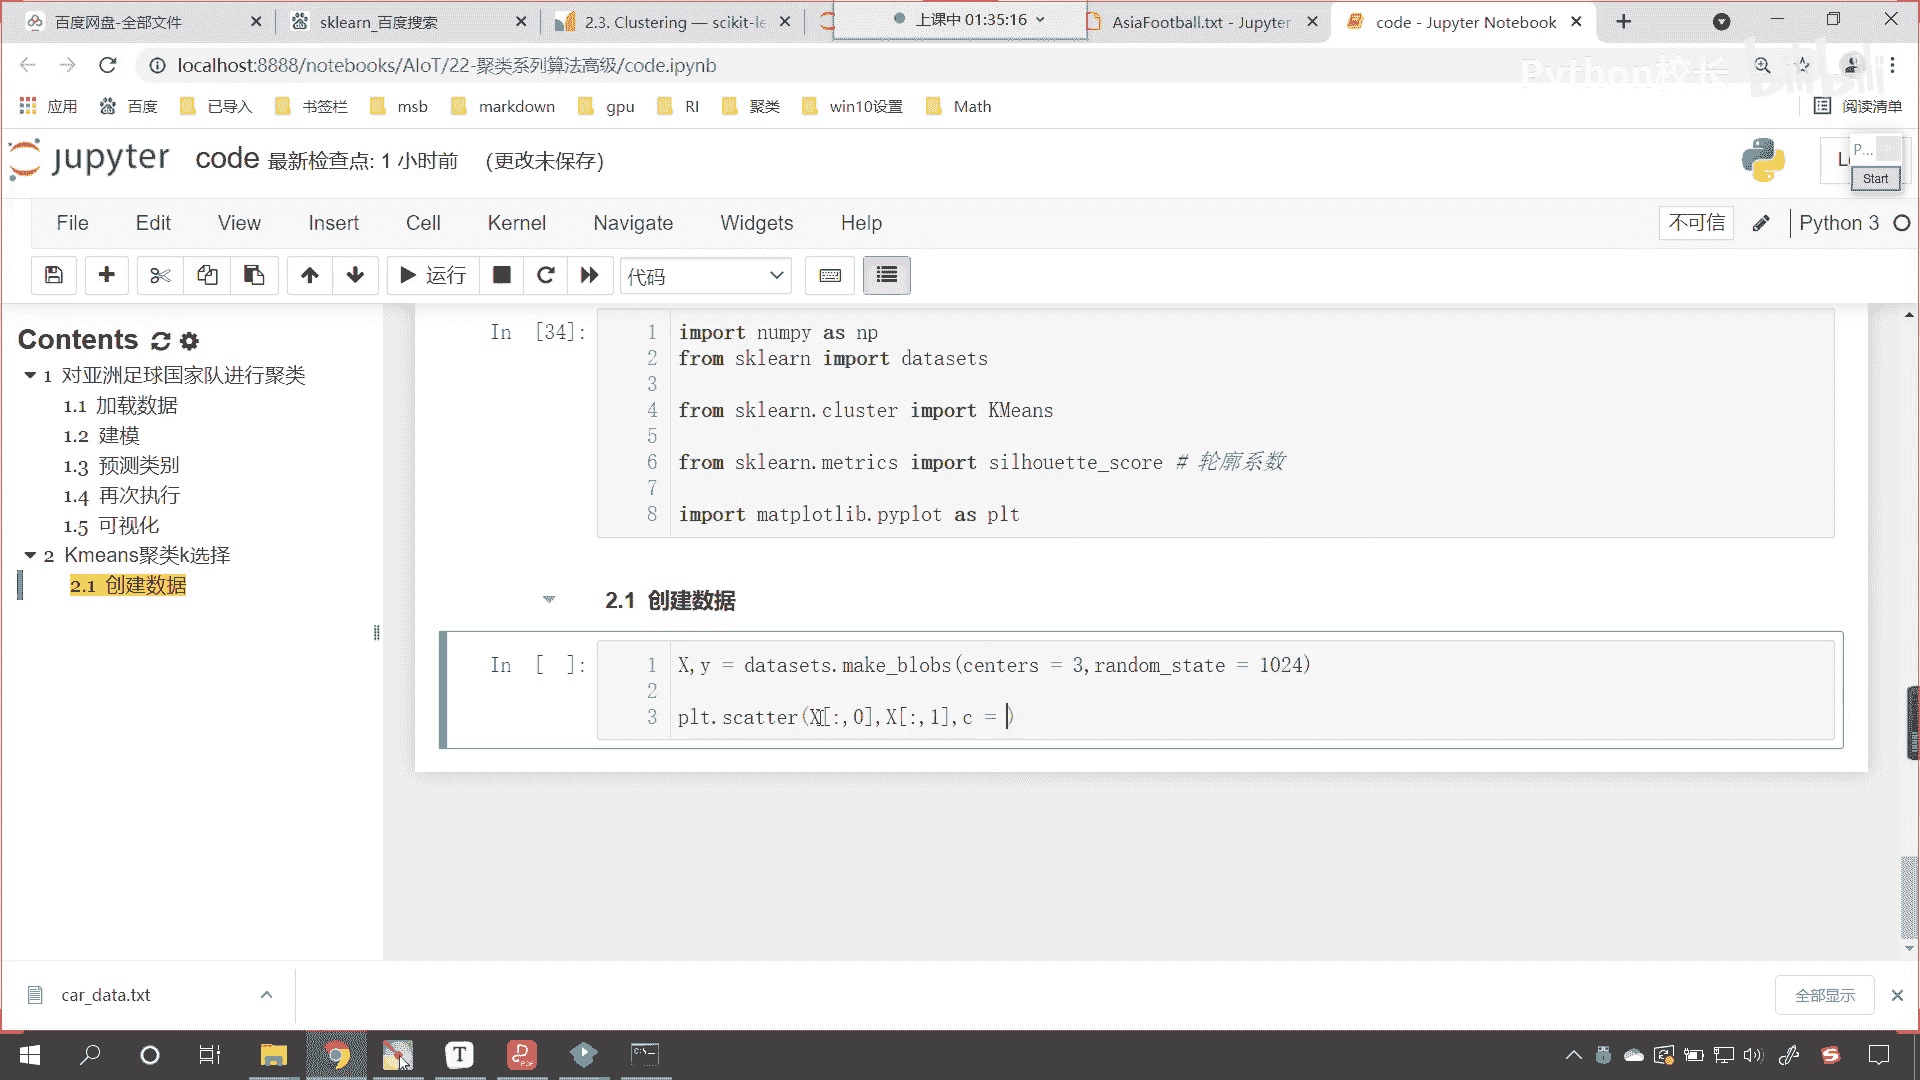 百度网盘-全部文件
sklearn_百度搜索
2.3. Clustering — scikit-le
上课中 01:35:16
AsiaFootball.txt - Jupyter
code - Jupyter Notebook
localhost:8888/notebooks/AIoT/22-聚类系列算法高级/code.ipynb
Python校长
bilibili
应用
百度
已导入
书签栏
msb
markdown
gpu
RI
聚类
win10设置
Math
阅读清单
jupyter code 最新检查点: 1 小时前 (更改未保存)
P...
Start
File Edit View Insert Cell Kernel Navigate Widgets Help
不可信
Python 3
运行
代码
Contents
1 对亚洲足球国家队进行聚类
1.1 加载数据
1.2 建模
1.3 预测类别
1.4 再次执行
1.5 可视化
2 Kmeans聚类k选择
2.1 创建数据
In [34]:
1 import numpy as np
2 from sklearn import datasets
3
4 from sklearn.cluster import KMeans
5
6 from sklearn.metrics import silhouette_score # 轮廓系数
7
8 import matplotlib.pyplot as plt
2.1 创建数据
In [ ]:
1 X,y = datasets.make_blobs(centers = 3,random_state = 1024)
2
3 plt.scatter(X[:,0],X[:,1],c = )
car_data.txt
全部显示